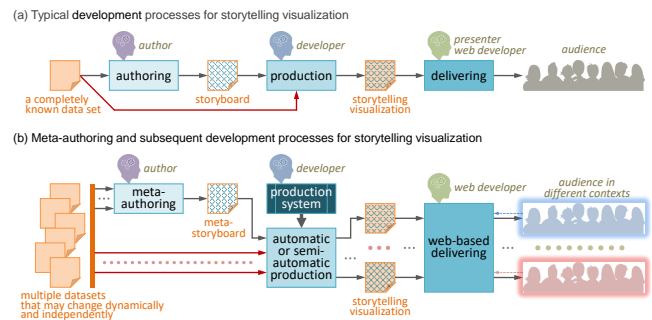 (a) Typical development processes for storytelling visualization
author
developer
presenter
web developer
audience
authoring
production
delivering
a completely
known data set
storyboard
storytelling
visualization
(b) Meta-authoring and subsequent development processes for storytelling visualization
author
developer
web developer
audience in
different contexts
meta-
authoring
production
system
meta-
storyboard
automatic
or semi-
automatic
production
web-based
delivering
multiple datasets
that may change dynamically
and independently
storytelling
visualization